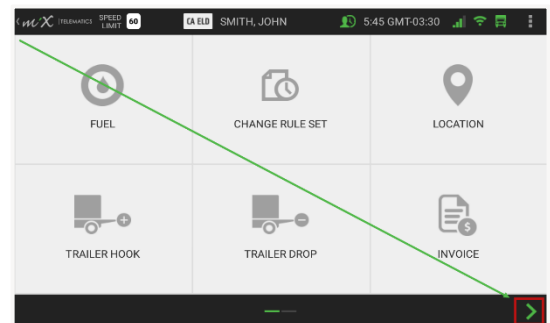 miX TELEMATICS SPEED LIMIT 60 CA ELD SMITH, JOHN 5:45 GMT-03:30
FUEL CHANGE RULE SET LOCATION
TRAILER HOOK TRAILER DROP INVOICE